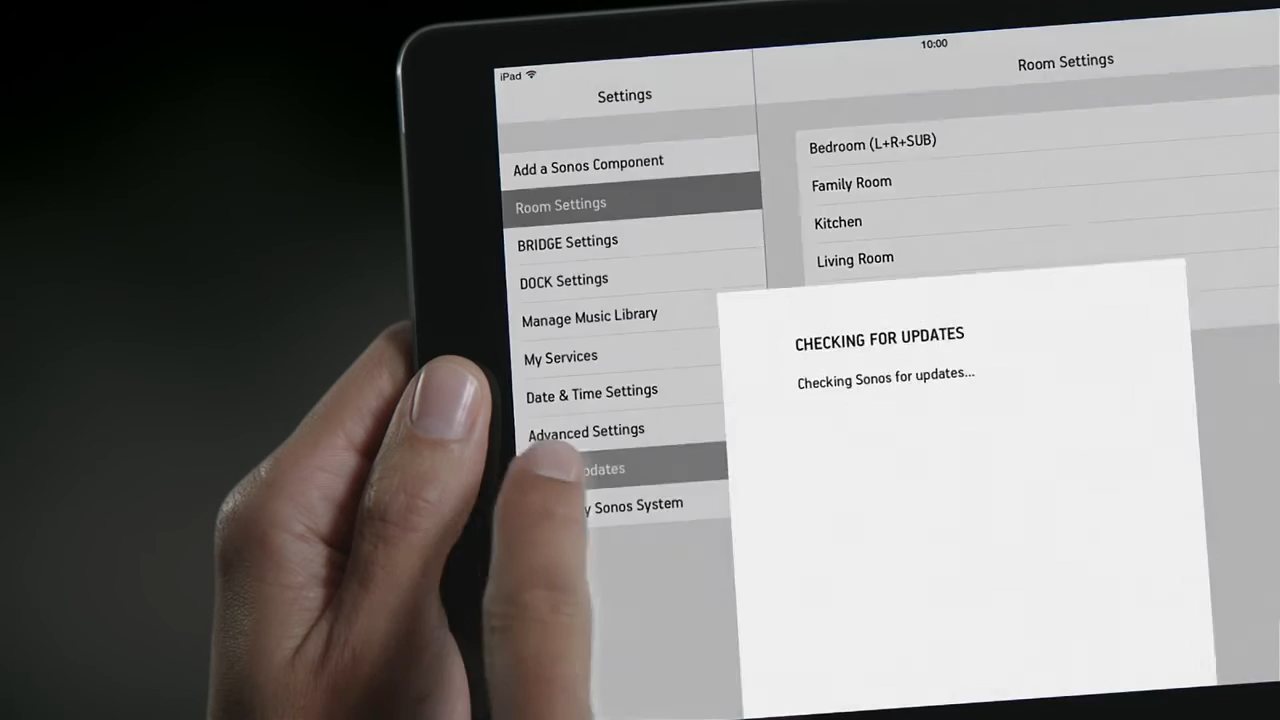 iPad
10:00
Settings
Room Settings
Add a Sonos Component
Room Settings
BRIDGE Settings
DOCK Settings
Manage Music Library
My Services
Date & Time Settings
Advanced Settings
Sonos System
Bedroom (L+R+SUB)
Family Room
Kitchen
Living Room
CHECKING FOR UPDATES
Checking Sonos for updates...